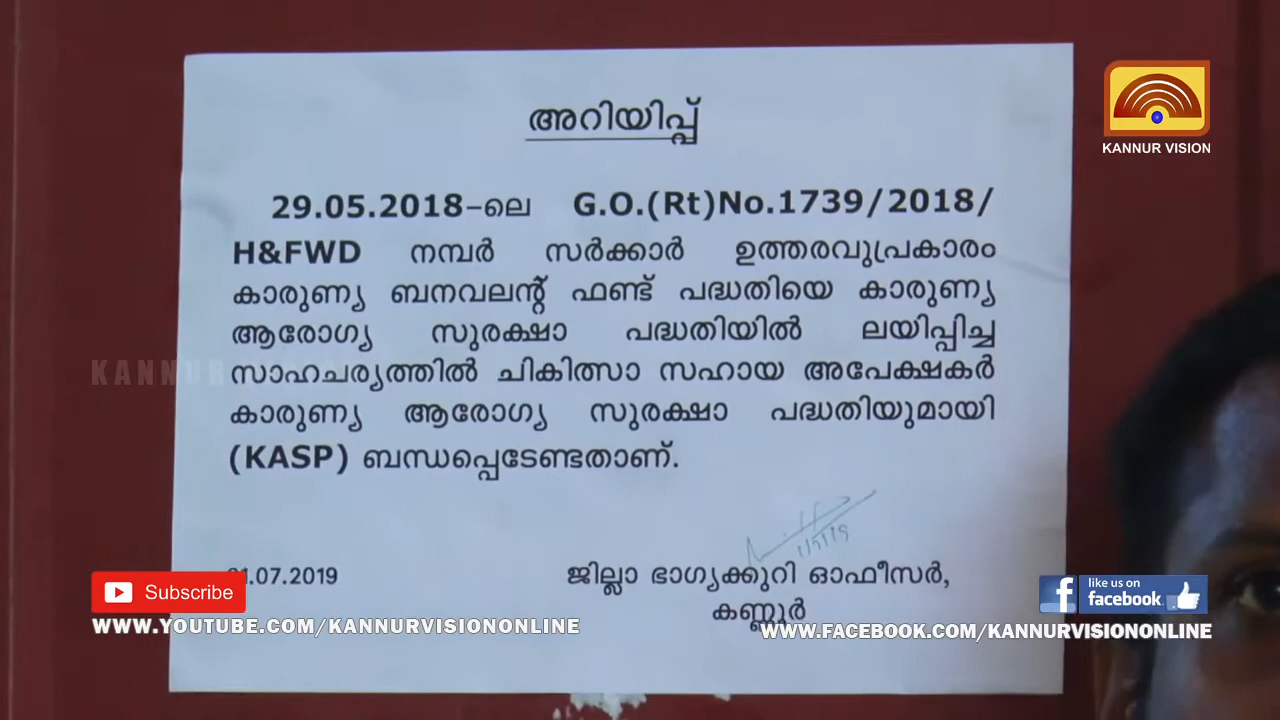 അറിയിപ്പ്
29.05.2018-ലെ G.O.(Rt)No.1739/2018/
H&FWD നമ്പർ സർക്കാർ ഉത്തരവുപ്രകാരം
കാരുണ്യ ബനവലന്റ് ഫണ്ട് പദ്ധതിയെ കാരുണ്യ
ആരോഗ്യ സുരക്ഷാ പദ്ധതിയിൽ ലയിപ്പിച്ച
സാഹചര്യത്തിൽ ചികിത്സാ സഹായ അപേക്ഷകർ
കാരുണ്യ ആരോഗ്യ സുരക്ഷാ പദ്ധതിയുമായി
(KASP) ബന്ധപ്പെടേണ്ടതാണ്.
.07.2019
ജില്ലാ ഭാഗ്യക്കുറി ഓഫീസർ,
കണ്ണൂർ
KANNUR VISION
Subscribe
WWW.YOUTUBE.COM/KANNURVISIONONLINE
like us on
facebook.
WWW.FACEBOOK.COM/KANNURVISIONONLINE